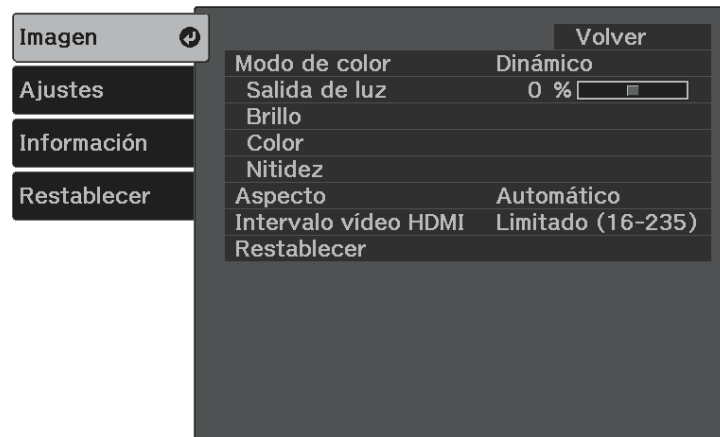 Imagen
Ajustes
Información
Restablecer
Volver
Modo de color Dinámico
Salida de luz 0 %
Brillo
Color
Nitidez
Aspecto Automático
Intervalo vídeo HDMI Limitado (16-235)
Restablecer